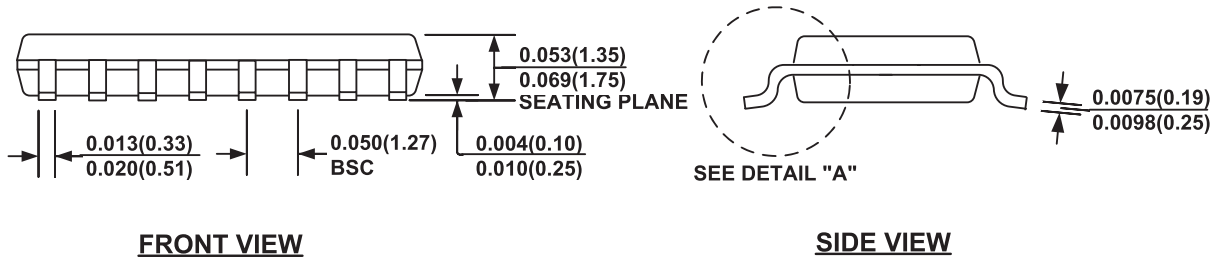 0.053(1.35)
0.069(1.75)
SEATING PLANE
0.013(0.33)
0.020(0.51)
0.050(1.27)
BSC
0.004(0.10)
0.010(0.25)
FRONT VIEW
0.0075(0.19)
0.0098(0.25)
SEE DETAIL "A"
SIDE VIEW